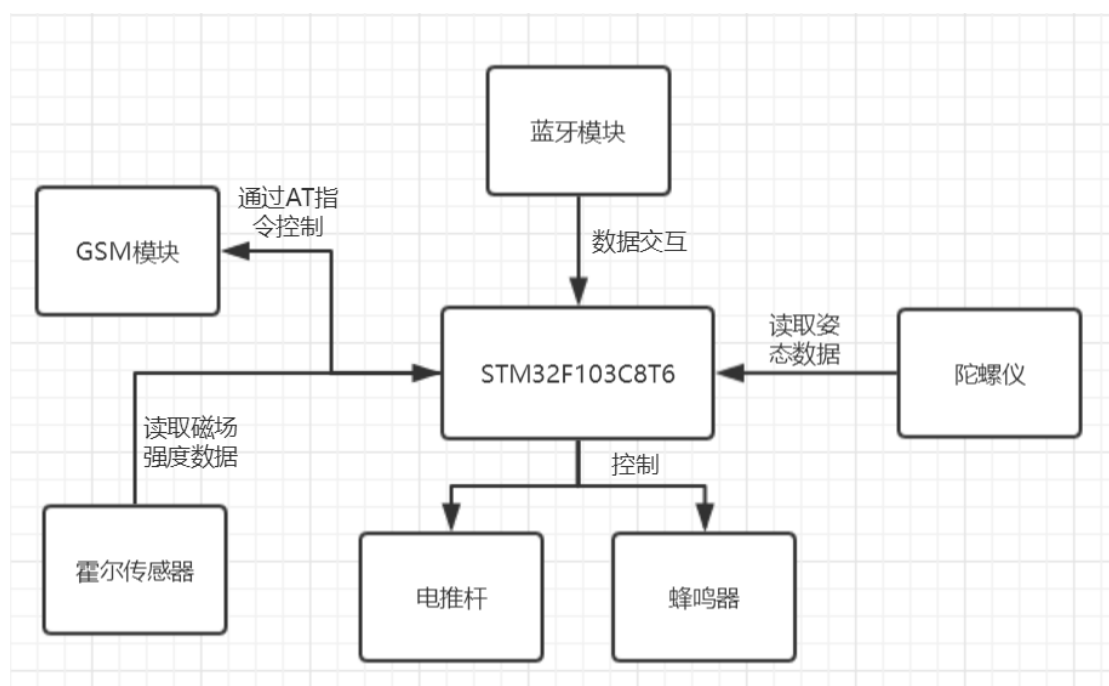 蓝牙模块
通过AT指
令控制
GSM模块
数据交互
读取姿
态数据
STM32F103C8T6
陀螺仪
读取磁场
强度数据
控制
霍尔传感器
电推杆
蜂鸣器